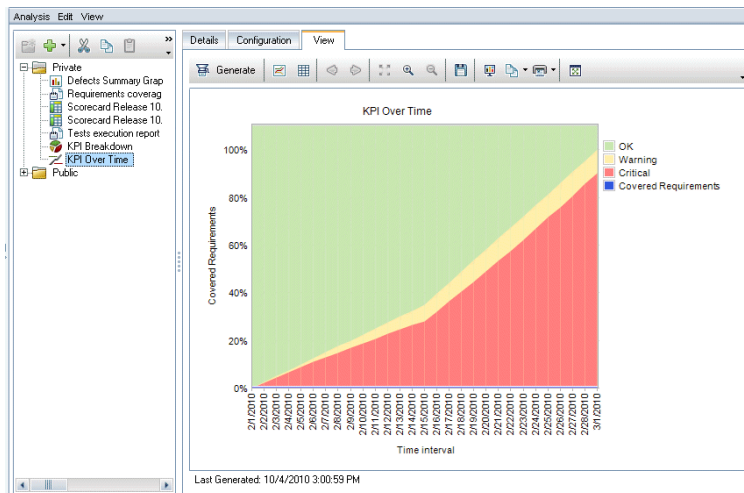 Analysis Edit View
»
Private
Defects Summary Grap
Requirements coverag
Scorecard Release 10.
Scorecard Release 10.
Tests execution report
KPI Breakdown
KPI Over Time
Public
Details Configuration View
Generate
KPI Over Time
OK
Warning
Critical
Covered Requirements
100%
80%
60%
40%
20%
0%
Covered Requirements
2/1/2010
2/2/2010
2/3/2010
2/4/2010
2/5/2010
2/6/2010
2/7/2010
2/8/2010
2/9/2010
2/10/2010
2/11/2010
2/12/2010
2/13/2010
2/14/2010
2/15/2010
2/16/2010
2/17/2010
2/18/2010
2/19/2010
2/20/2010
2/21/2010
2/22/2010
2/23/2010
2/24/2010
2/25/2010
2/26/2010
2/27/2010
2/28/2010
3/1/2010
Time interval
Last Generated: 10/4/2010 3:00:59 PM